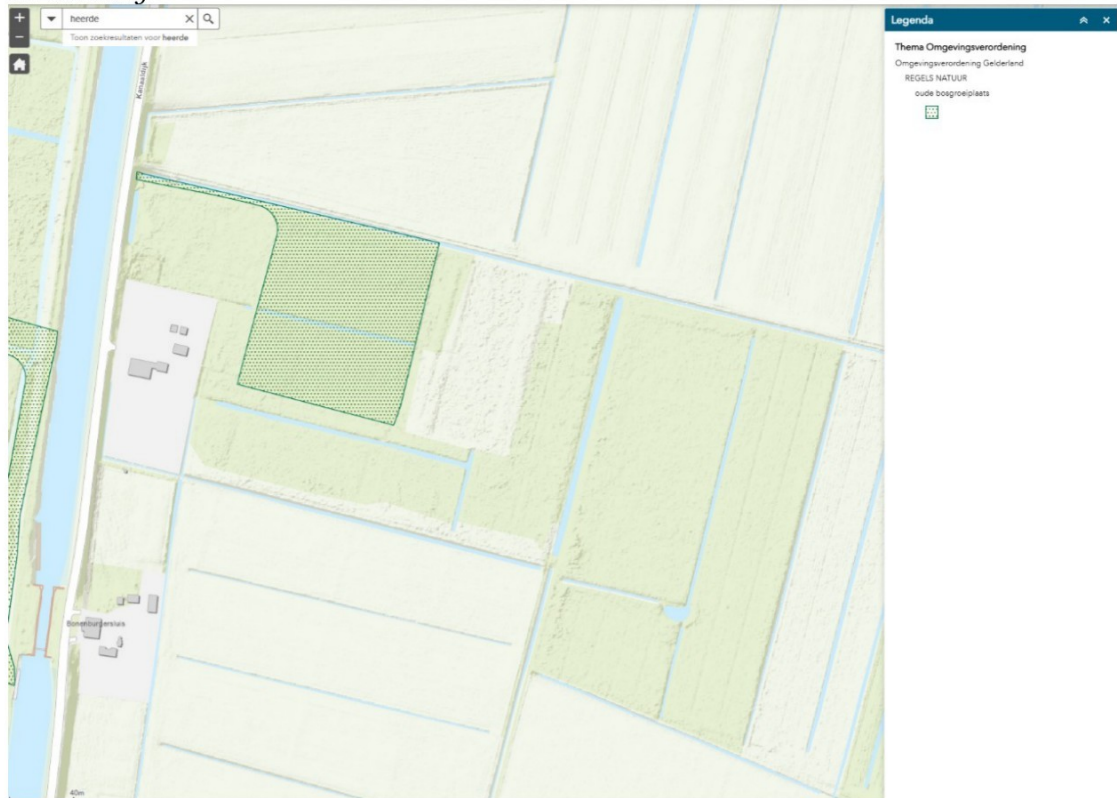 +
−
heerde
Toon zoekresultaten voor heerde
Kanaaldijk
Bonenburgersluis
40m
Legenda
Thema Omgevingsverordening
Omgevingsverordening Gelderland
REGELS NATUUR
oude bosgroeiplaats